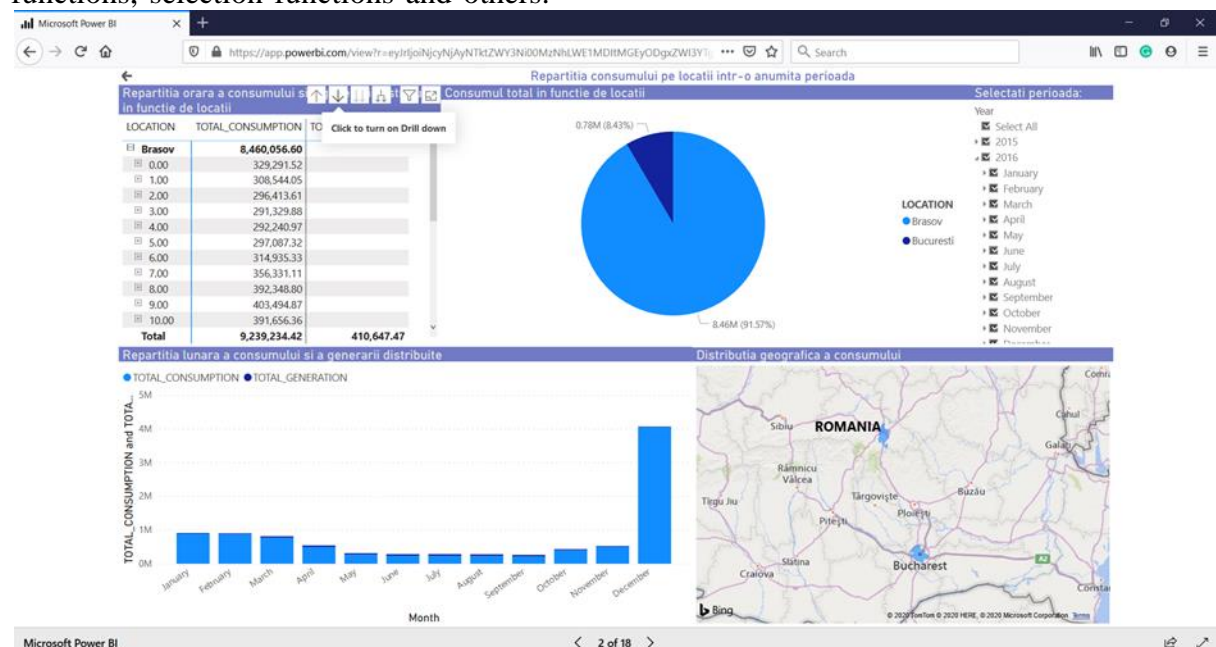 functions, selection functions and others.
Microsoft Power BI
https://app.powerbi.com/view?
Search
Repartitia consumului pe locatii intr-o anumita perioada
Repartitia orara a consumului si
in functie de locatii
Consumul total in functie de locatii
Selectati perioada:
Click to turn on Drill down
LOCATION TOTAL_CONSUMPTION TO
Brasov 8,460,056.60
0.00 329,291.52
1.00 308,544.05
2.00 296,413.61
3.00 291,329.88
4.00 292,240.97
5.00 297,087.32
6.00 314,935.33
7.00 356,331.11
8.00 392,348.80
9.00 403,494.87
10.00 391,656.36
Total 9,239,234.42 410,647.47
0.78M (8.43%)
8.46M (91.57%)
LOCATION
Brasov
Bucuresti
Year
Select All
2015
2016
January
February
March
April
May
June
July
August
September
October
November
December
Repartitia lunara a consumului si a generarii distribuite
TOTAL_CONSUMPTION TOTAL_GENERATION
TOTAL_CONSUMPTION and TOTA...
5M
4M
3M
2M
1M
0M
January February March April May June July August September October November December
Month
Distributia geografica a consumului
Comra
Cahul
Sibiu ROMANIA
Galați
Râmnicu
Vâlcea
Buzău
Tîrgu Jiu
Târgoviște
Ploiești
Pitești
Slatina
Craiova
Bucharest
A2
Constan
Bing
© 2020 TomTom © 2020 HERE, © 2020 Microsoft Corporation Terms
Microsoft Power BI
2 of 18